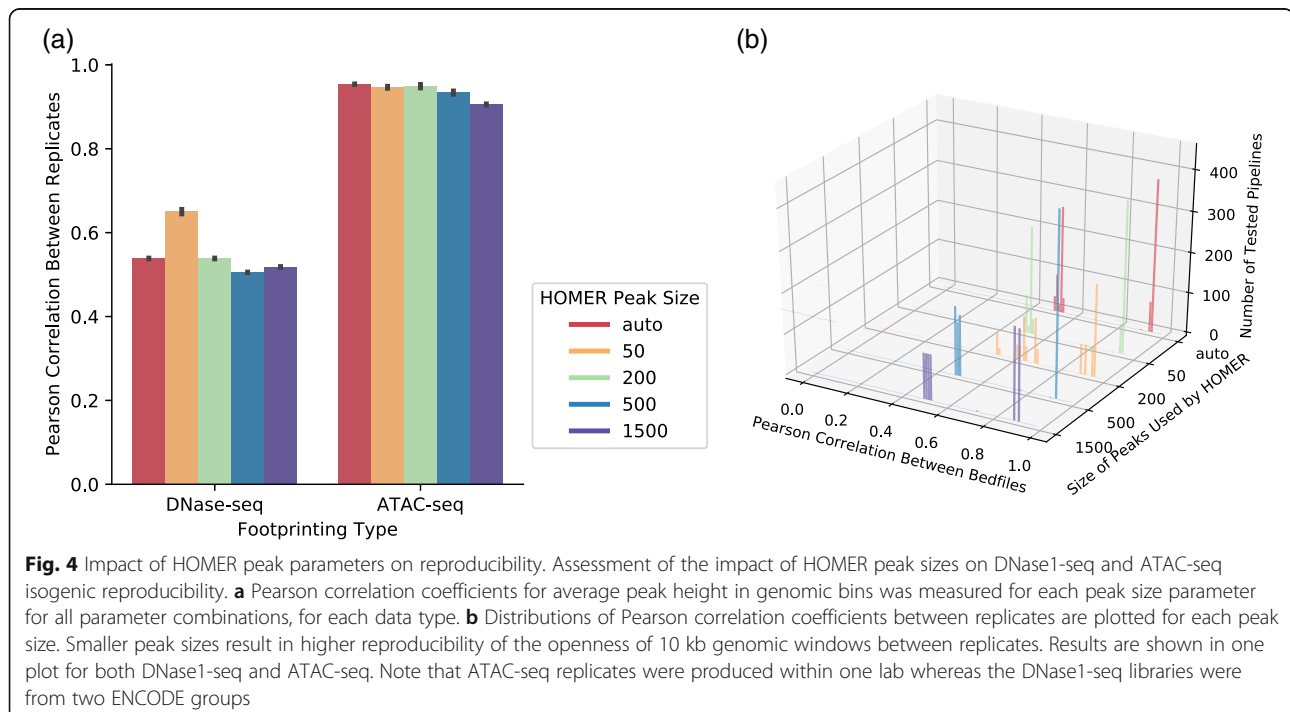 (a)
1.0
0.8
0.6
0.4
0.2
0.0
Pearson Correlation Between Replicates
DNase-seq
ATAC-seq
Footprinting Type
HOMER Peak Size
auto
50
200
500
1500
(b)
400
300
200
100
0
Number of Tested Pipelines
auto
50
200
500
1500
Size of Peaks Used by HOMER
0.0
0.2
0.4
0.6
0.8
1.0
Pearson Correlation Between Bedfiles
Fig. 4 Impact of HOMER peak parameters on reproducibility. Assessment of the impact of HOMER peak sizes on DNase1-seq and ATAC-seq
isogenic reproducibility. a Pearson correlation coefficients for average peak height in genomic bins was measured for each peak size parameter
for all parameter combinations, for each data type. b Distributions of Pearson correlation coefficients between replicates are plotted for each peak
size. Smaller peak sizes result in higher reproducibility of the openness of 10 kb genomic windows between replicates. Results are shown in one
plot for both DNase1-seq and ATAC-seq. Note that ATAC-seq replicates were produced within one lab whereas the DNase1-seq libraries were
from two ENCODE groups